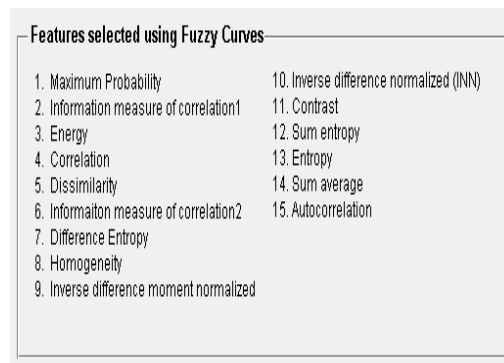 Features selected using Fuzzy Curves
1. Maximum Probability
2. Information measure of correlation1
3. Energy
4. Correlation
5. Dissimilarity
6. Informaiton measure of correlation2
7. Difference Entropy
8. Homogeneity
9. Inverse difference moment normalized
10. Inverse difference normalized (INN)
11. Contrast
12. Sum entropy
13. Entropy
14. Sum average
15. Autocorrelation